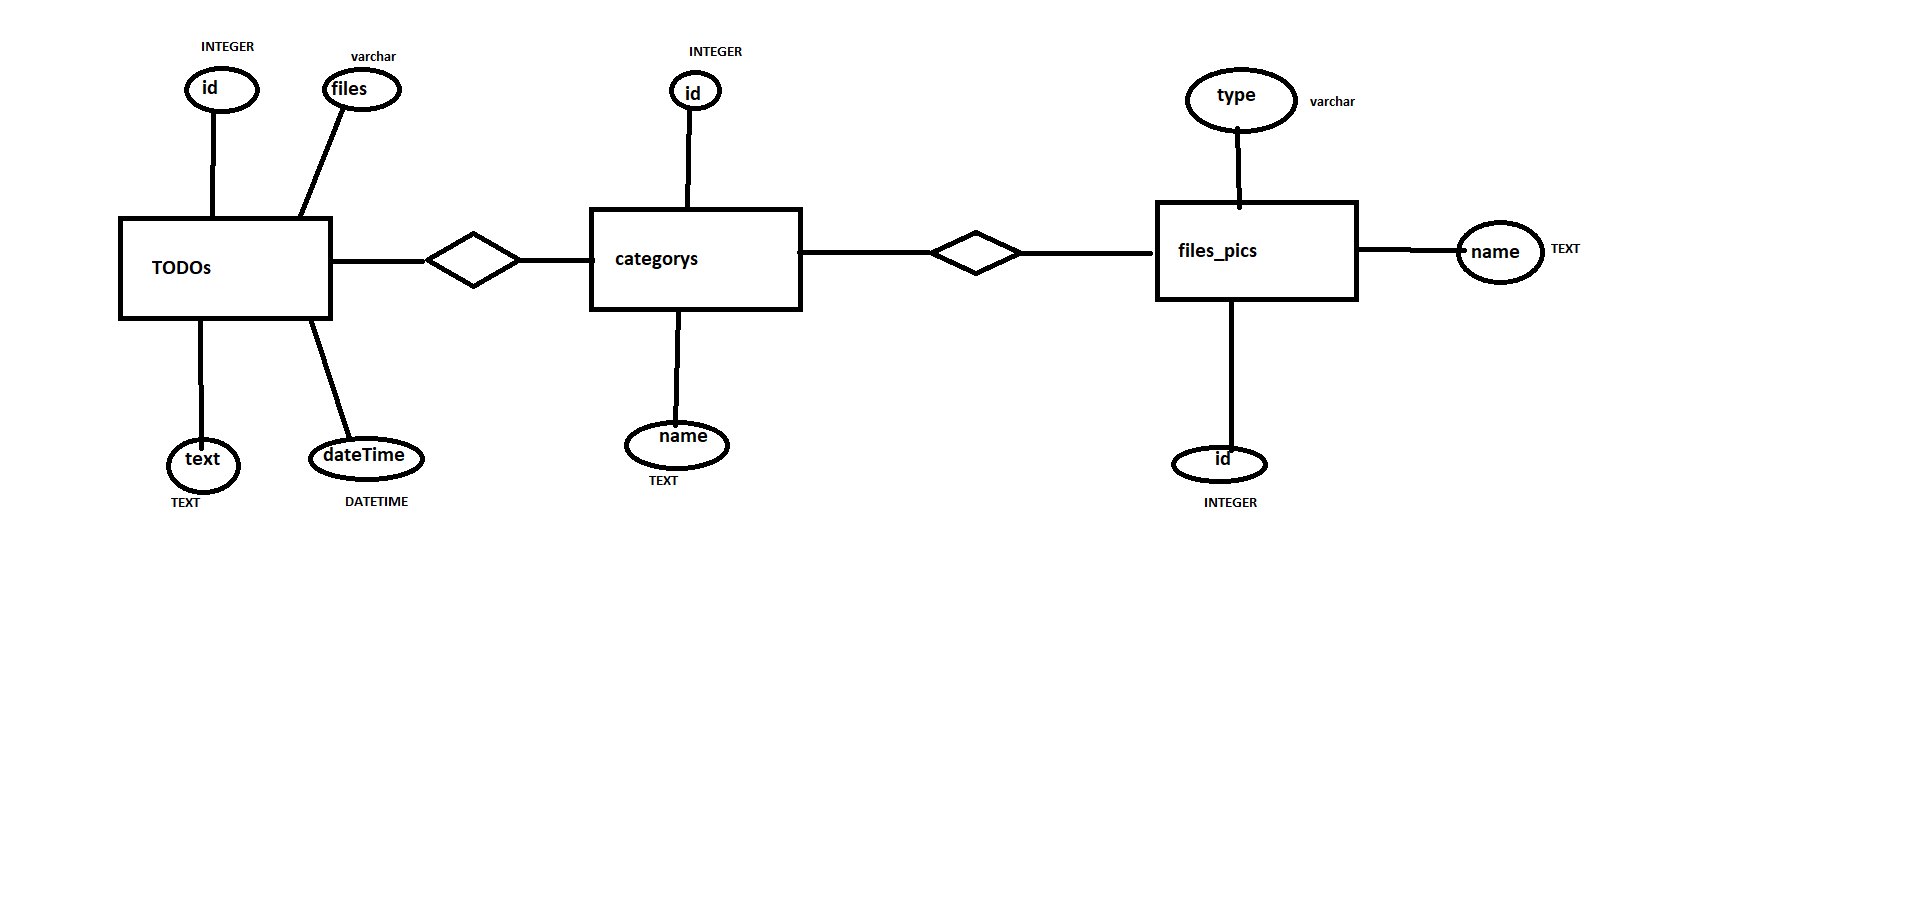 INTEGER
id
varchar
files
INTEGER
id
type
varchar
TODOs
categorys
files_pics
name
TEXT
text
TEXT
dateTime
DATETIME
name
TEXT
id
INTEGER